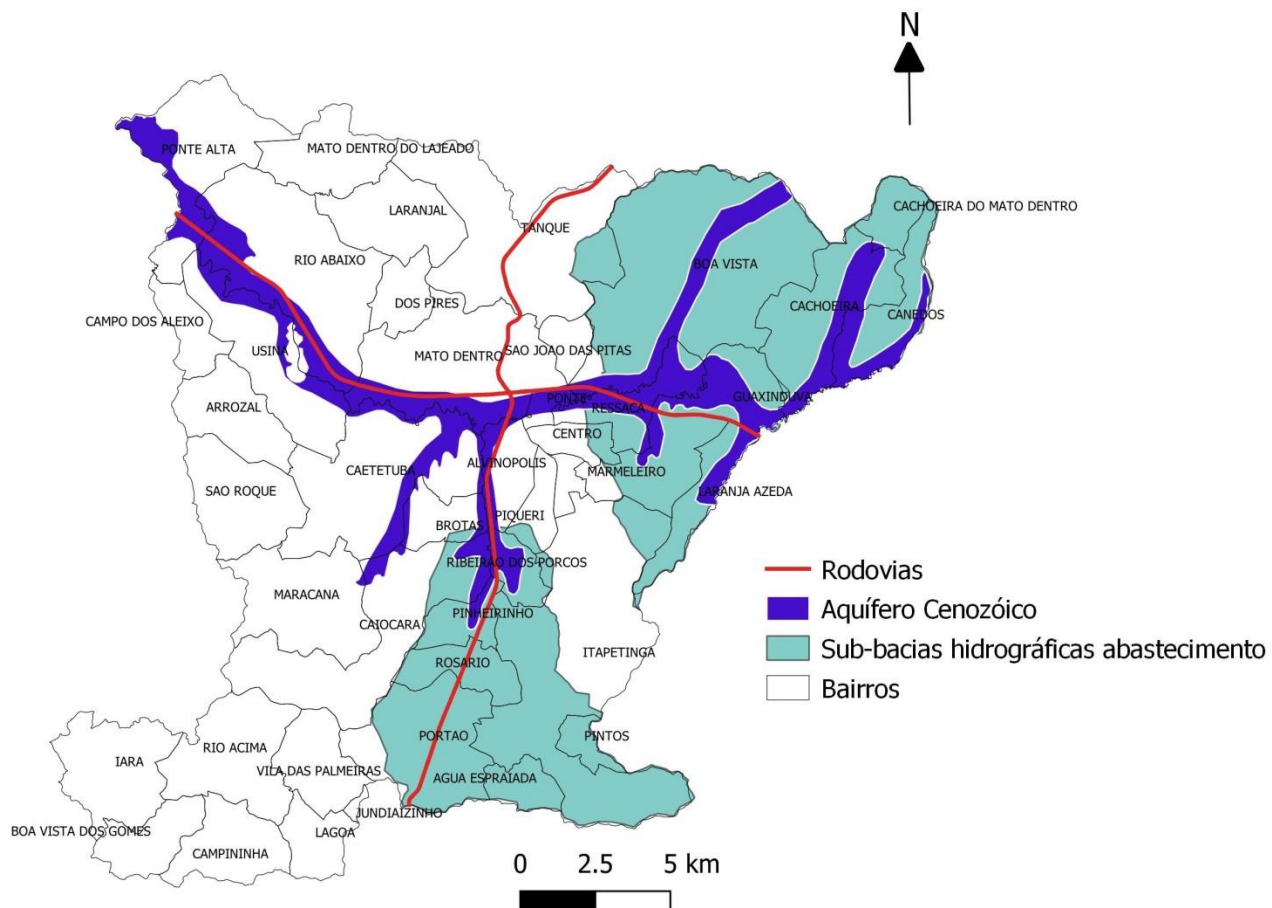 N
PONTE ALTA
MATO DENTRO DO LAJEADO
CACHOEIRA DO MATO DENTRO
LARANJAL
TANQUE
RIO ABAIXO
BOA VISTA
DOS PIRES
CACHOEIRA
CANEDOS
CAMPO DOS ALEIXO
USINA
MATO DENTRO
SAO JOAO DAS PITAS
GUAXINDUVA
PONTE
RESSACA
ARROZAL
CENTRO
ALVINOPOLIS
CAETETUBA
MARMELEIRO
SAO ROQUE
LARANJA AZEDA
PIQUERI
BROTAS
RIBEIRÃO DOS PORCOS
MARACANA
PINHEIRINHO
CAIOCARA
ITAPETINGA
ROSARIO
Rodovias
Aquífero Cenozóico
Sub-bacias hidrográficas abastecimento
Bairros
PORTAO
PINTOS
RIO ACIMA
IARA
VILA DAS PALMEIRAS
AGUA ESPRAIADA
JUNDIAIZINHO
BOA VISTA DOS GOMES
LAGOA
CAMPININHA
0 2.5 5 km